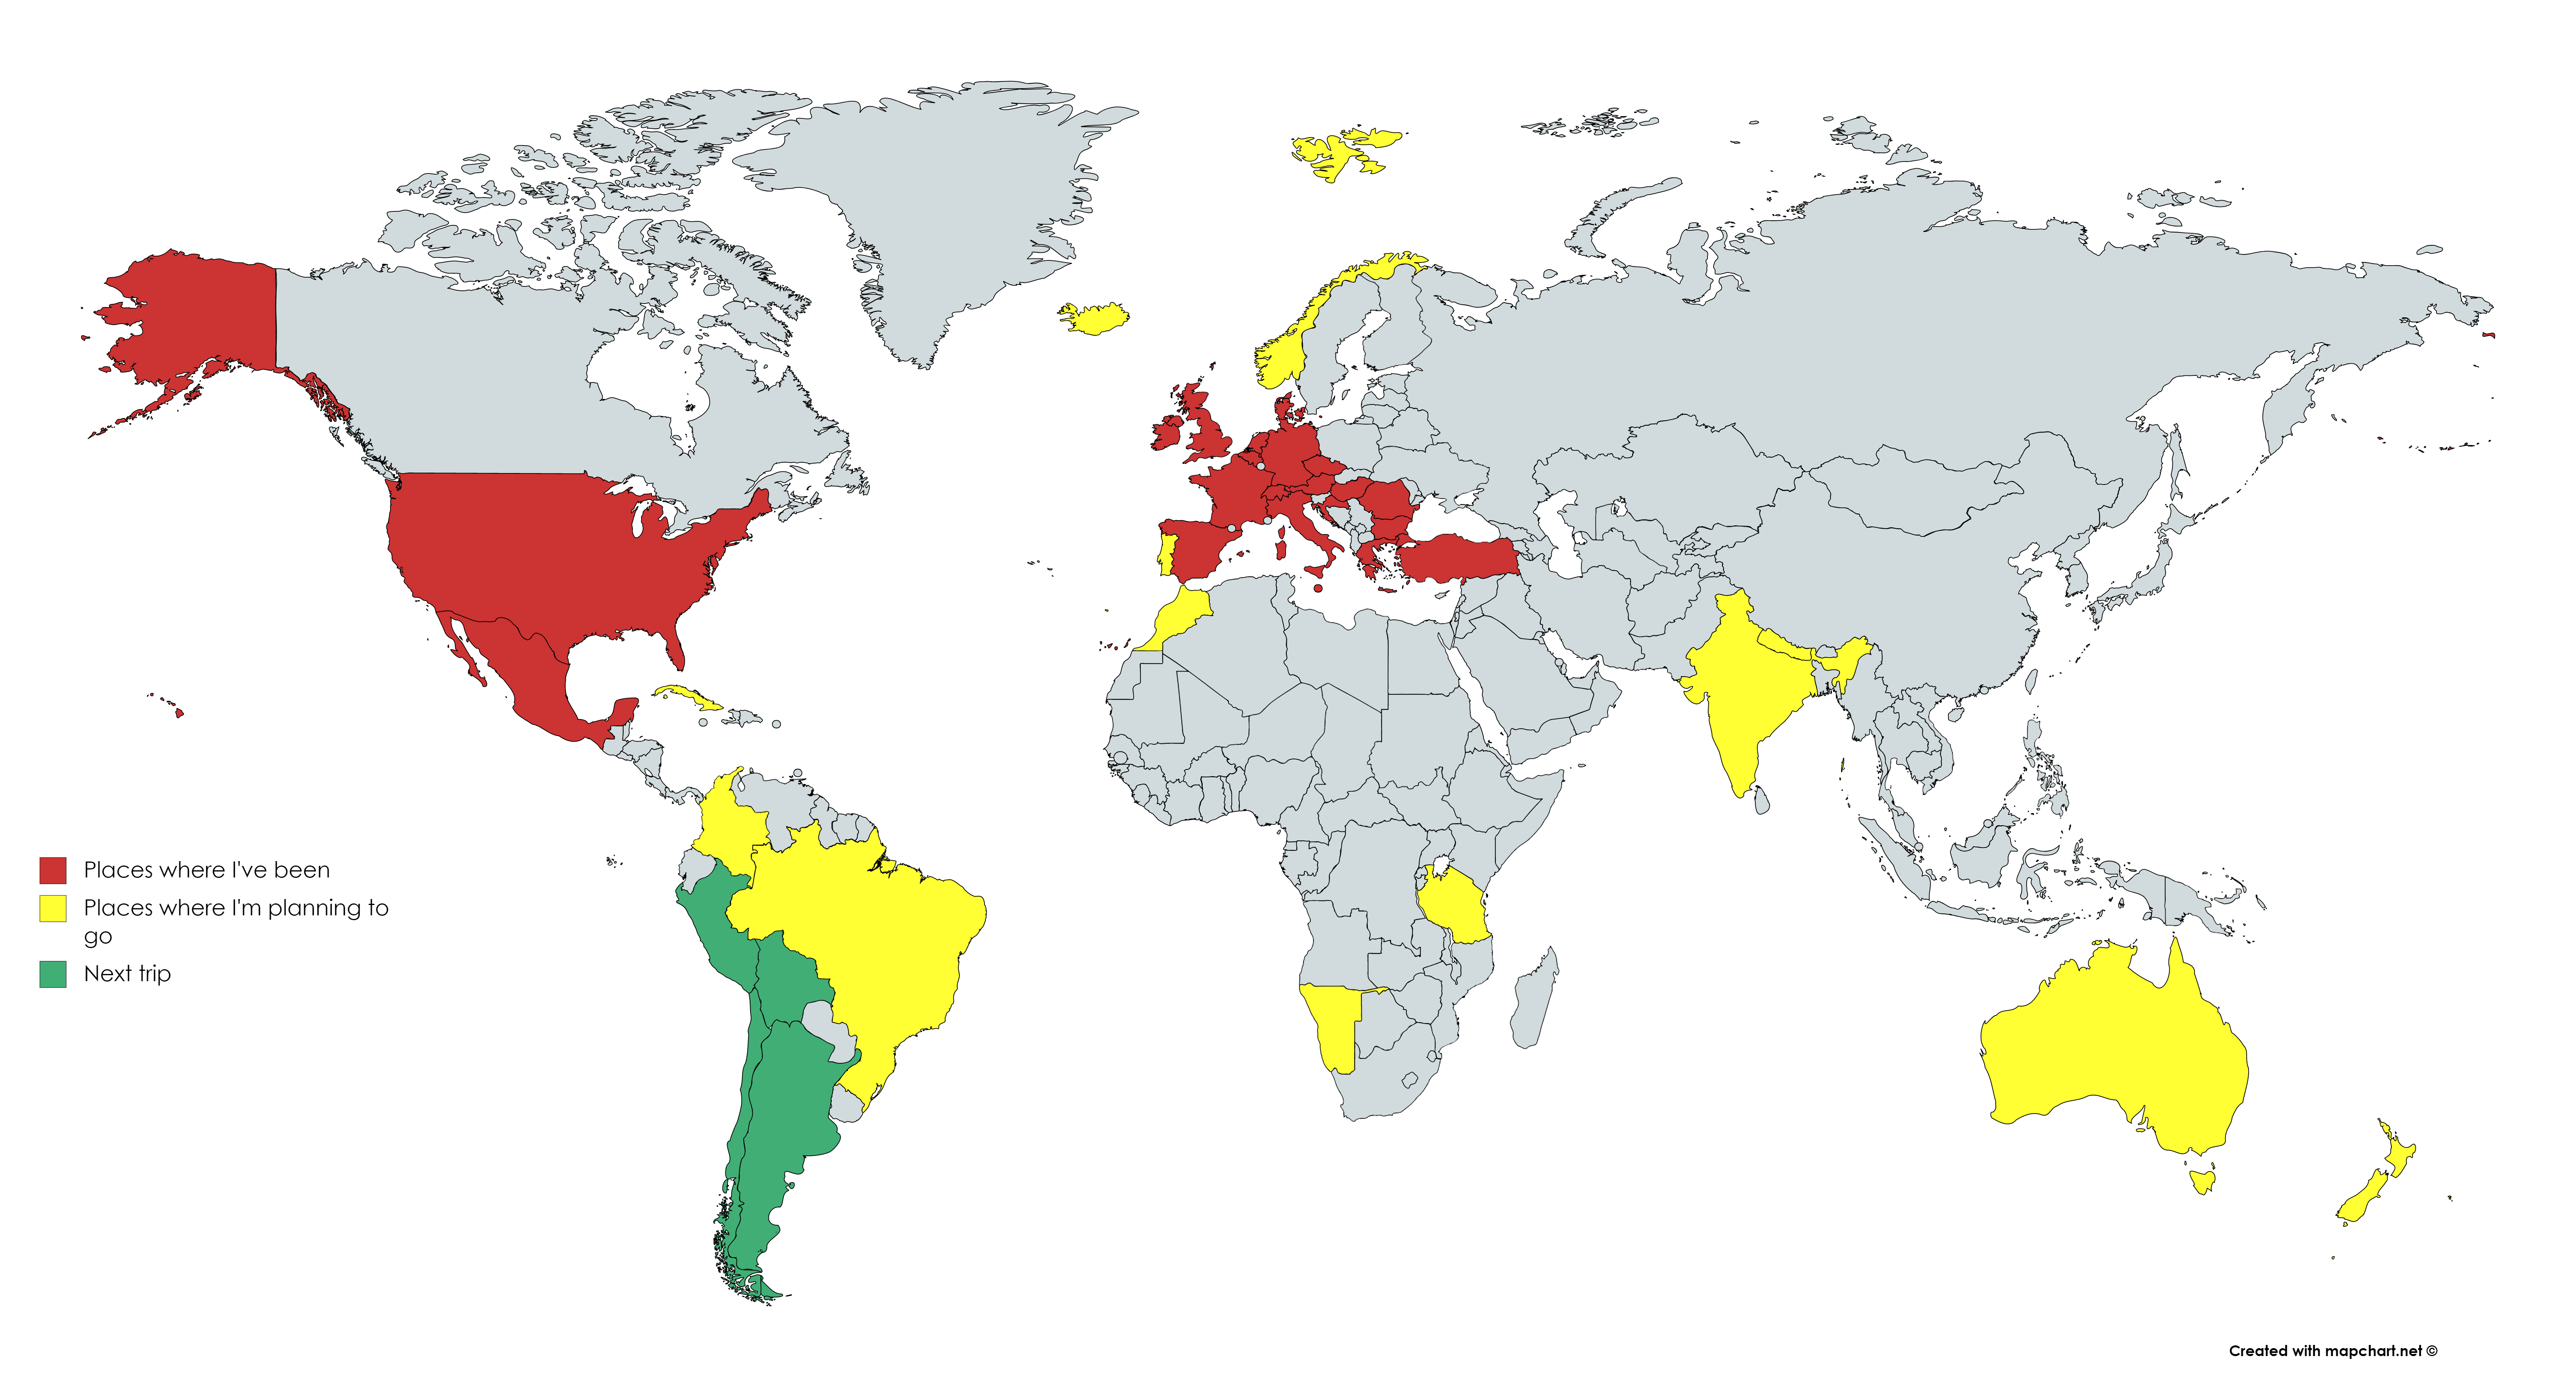 Places where I've been
Places where I'm planning to
go
Next trip
Created with mapchart.net ©